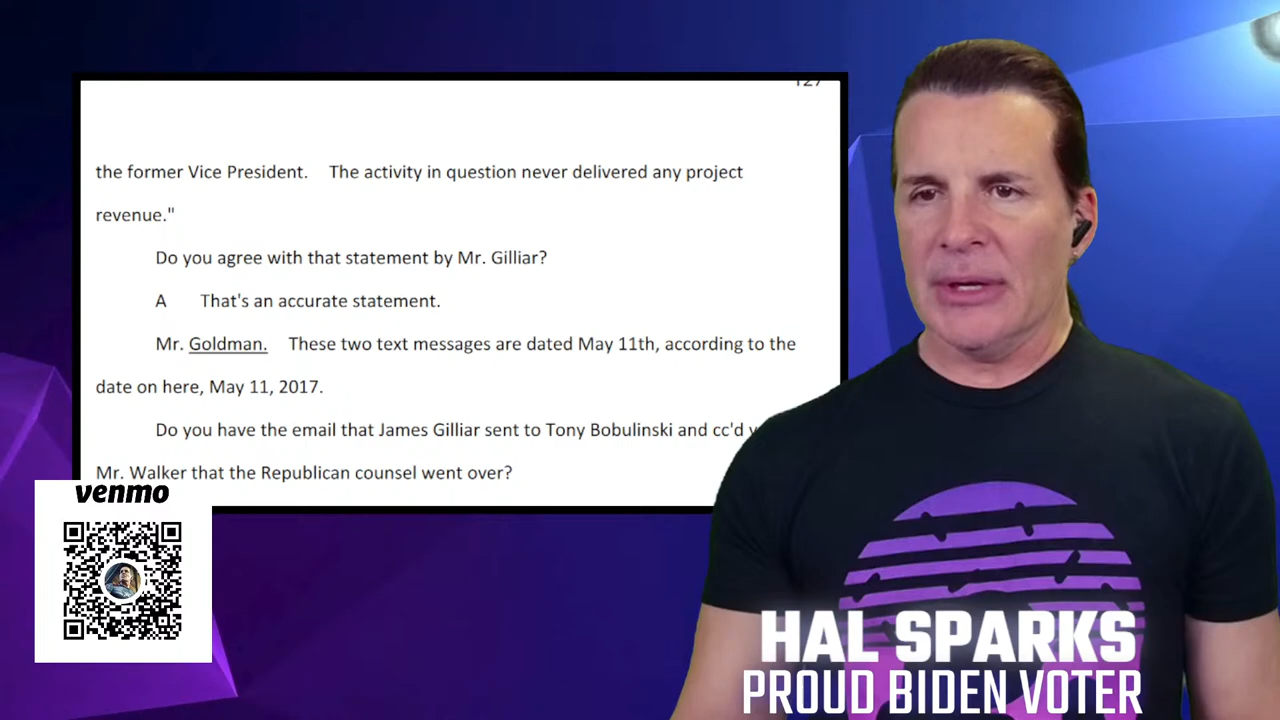 the former Vice President. The activity in question never delivered any project
revenue."
Do you agree with that statement by Mr. Gilliar?
A That's an accurate statement.
Mr. Goldman. These two text messages are dated May 11th, according to the
date on here, May 11, 2017.
Do you have the email that James Gilliar sent to Tony Bobulinski and cc'd
Mr. Walker that the Republican counsel went over?
venmo
HAL SPARKS
PROUD BIDEN VOTER